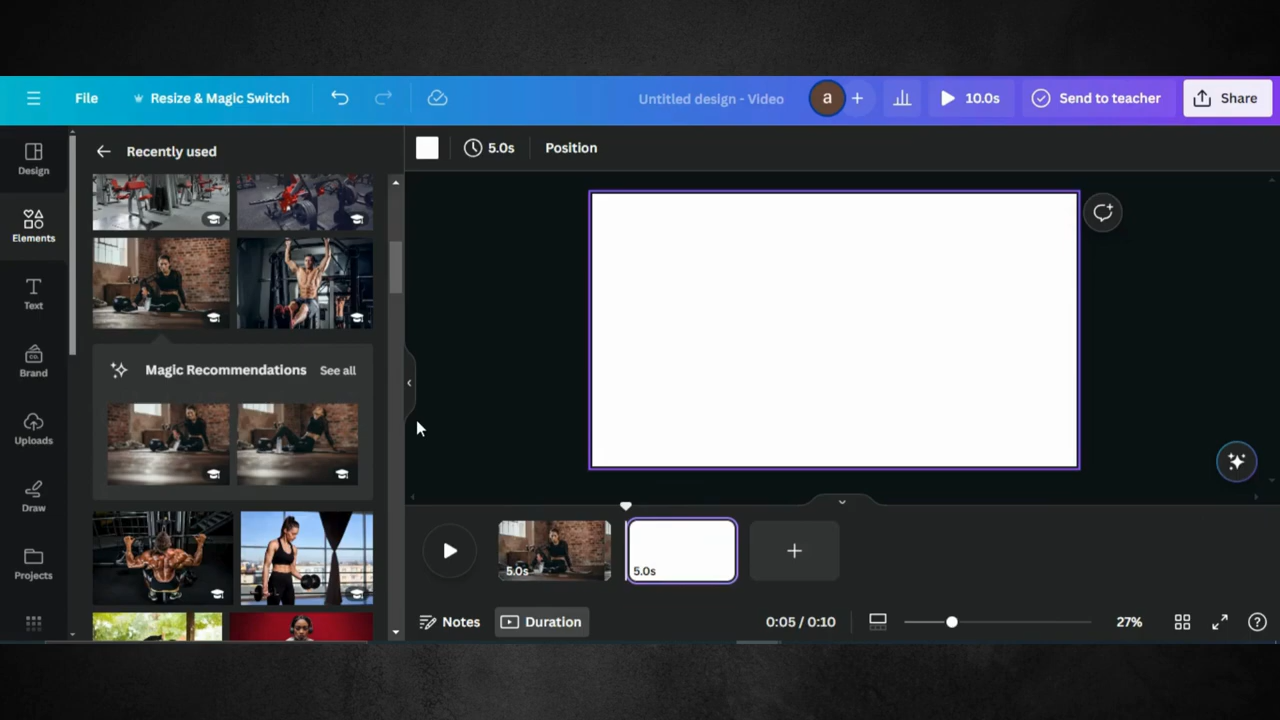 File
Resize & Magic Switch
Untitled design - Video
a
10.0s
Send to teacher
Share
Design
Elements
Text
CO.
Brand
Uploads
Draw
Projects
Recently used
Magic Recommendations
See all
5.0s
Position
5.0s
5.0s
Notes
Duration
0:05 / 0:10
27%